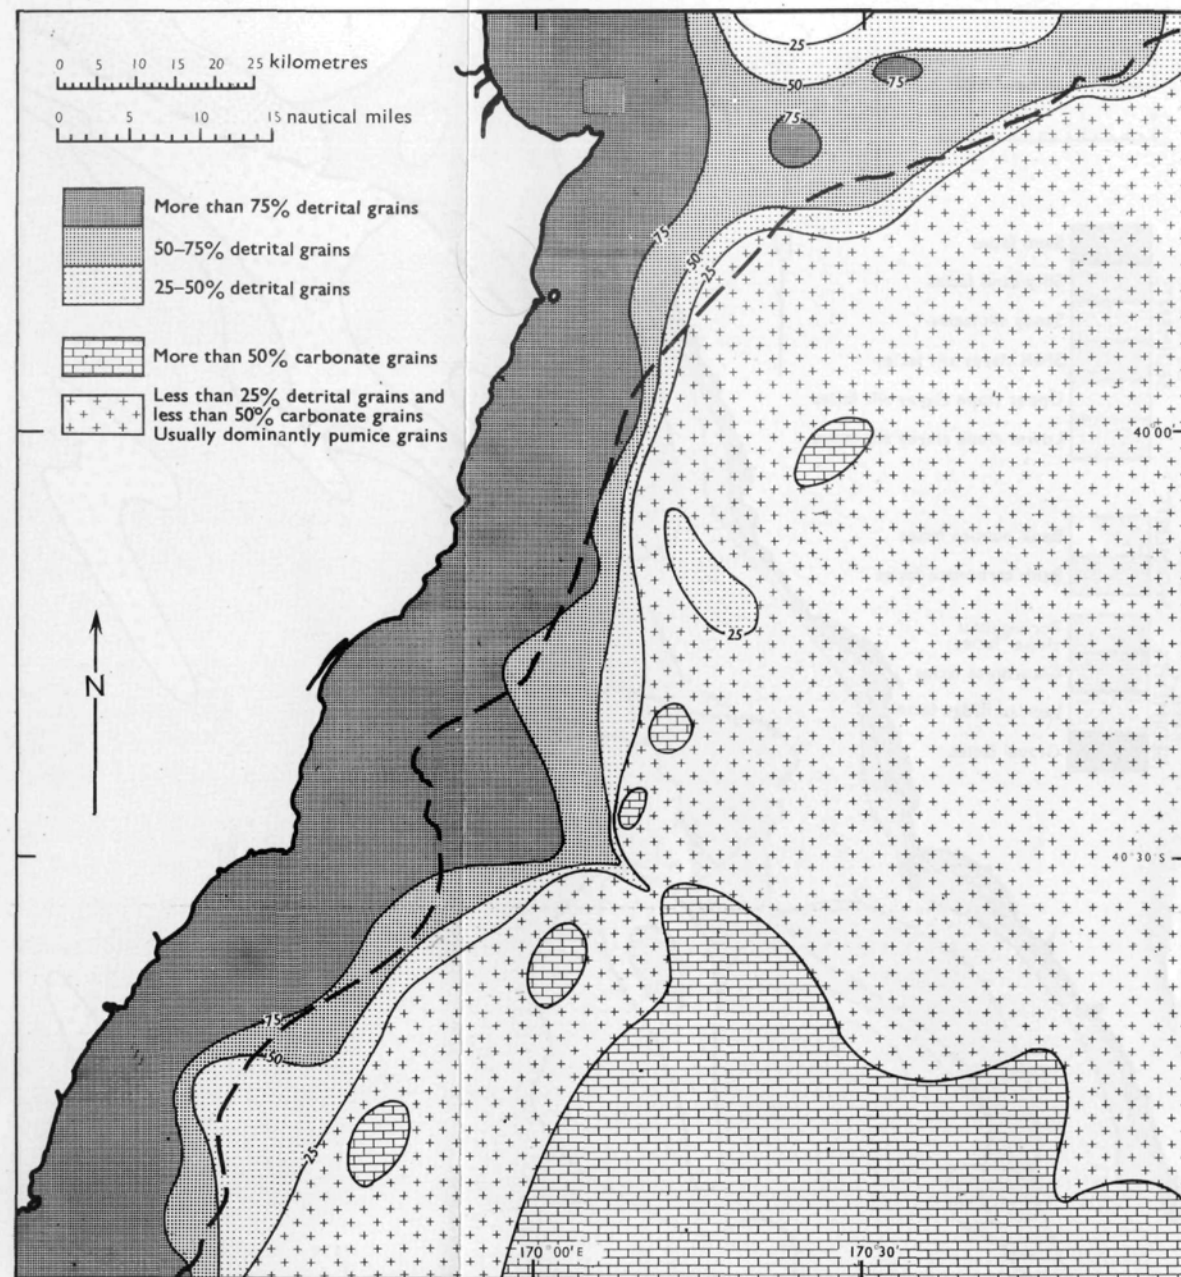 0 5 10 15 20 25 kilometres
0 5 10 15 nautical miles
More than 75% detrital grains
50–75% detrital grains
25–50% detrital grains
More than 50% carbonate grains
Less than 25% detrital grains and
less than 50% carbonate grains
Usually dominantly pumice grains
N
25
50
75
75
75
50
25
40°00'
25
40°30'S
75
50
25
170°00'E
170°30'